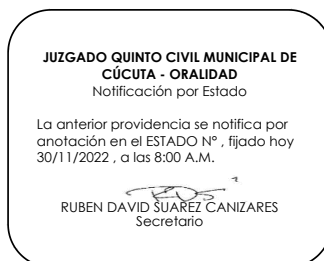 JUZGADO QUINTO CIVIL MUNICIPAL DE
CÚCUTA - ORALIDAD
Notificación por Estado
La anterior providencia se notifica por
anotación en el ESTADO N° , fijado hoy
30/11/2022 , a las 8:00 A.M.
RUBEN DAVID SUAREZ CANIZARES
Secretario